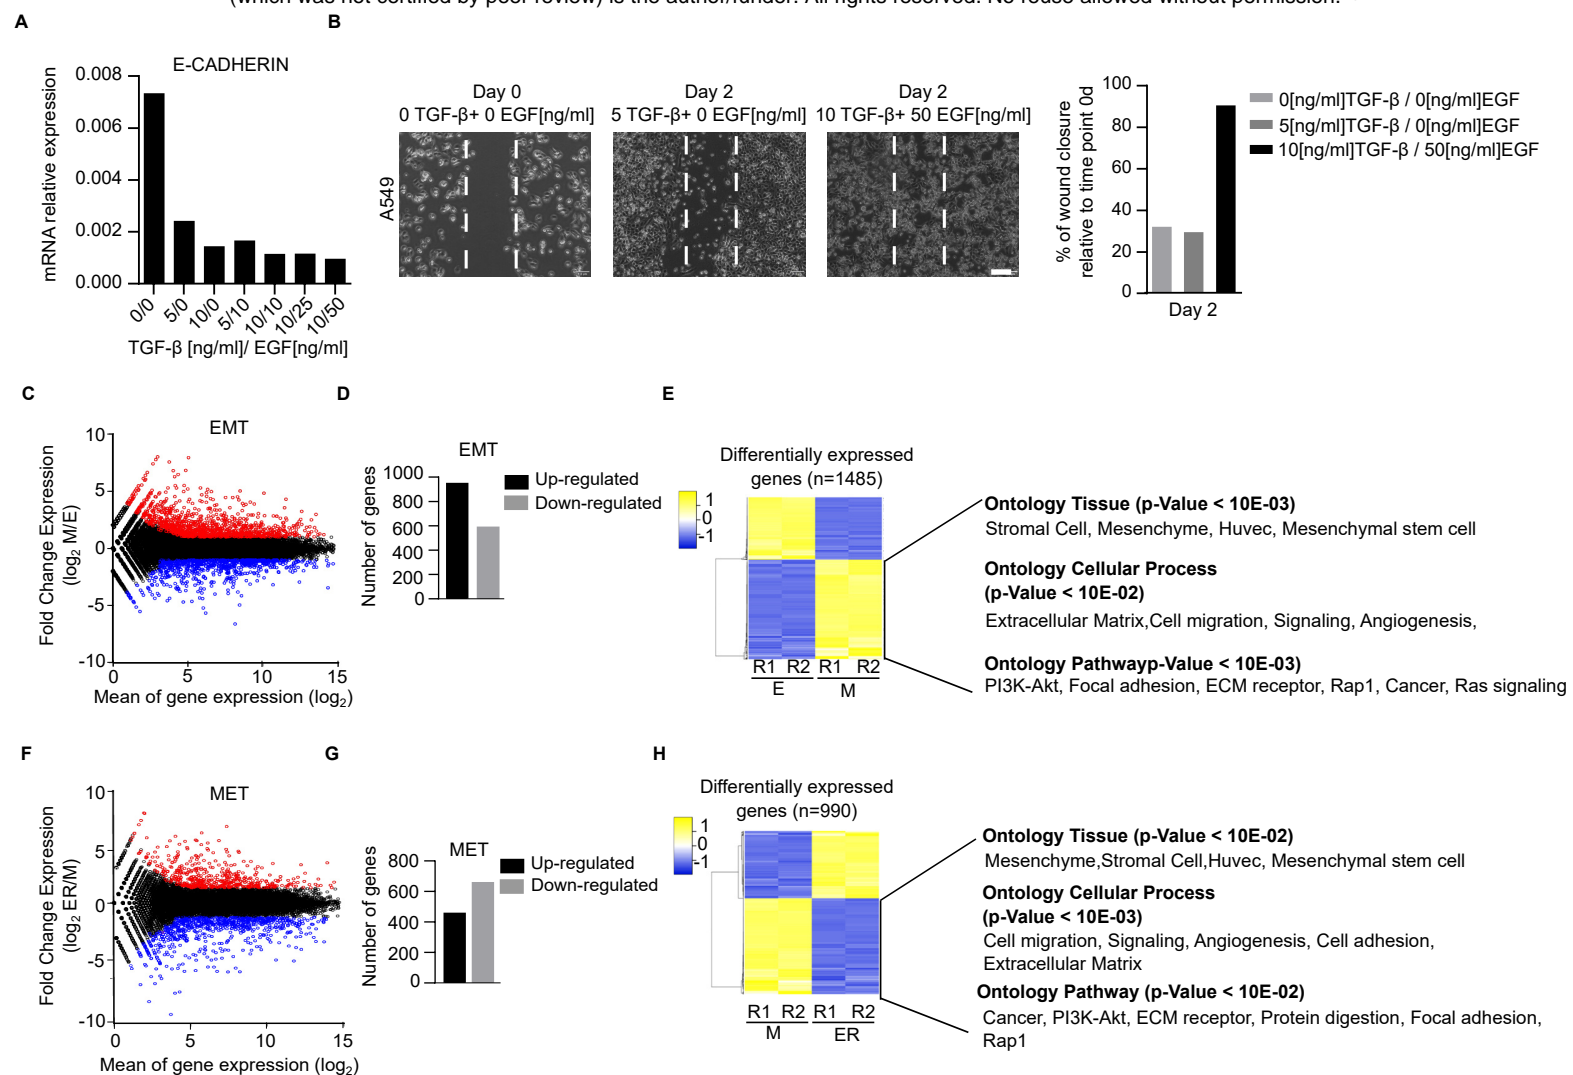 (which was not certified by peer review) is the author/funder. All rights reserved. No reuse allowed without permission.
A
B
E-CADHERIN
mRNA relative expression
0.008
0.006
0.004
0.002
0.000
0/0
5/0
10/0
5/10
10/10
10/25
10/50
TGF-β [ng/ml]/ EGF[ng/ml]
Day 0
0 TGF-β+ 0 EGF[ng/ml]
Day 2
5 TGF-β+ 0 EGF[ng/ml]
Day 2
10 TGF-β+ 50 EGF[ng/ml]
A549
% of wound closure
relative to time point 0d
100
80
60
40
20
0
Day 2
0[ng/ml]TGF-β / 0[ng/ml]EGF
5[ng/ml]TGF-β / 0[ng/ml]EGF
10[ng/ml]TGF-β / 50[ng/ml]EGF
C
EMT
Fold Change Expression
(log2 M/E)
10
5
0
-5
-10
0
5
10
15
Mean of gene expression (log2)
D
EMT
Number of genes
1000
800
600
400
200
0
Up-regulated
Down-regulated
E
Differentially expressed
genes (n=1485)
1
0
-1
R1 R2 R1 R2
E M
Ontology Tissue (p-Value < 10E-03)
Stromal Cell, Mesenchyme, Huvec, Mesenchymal stem cell
Ontology Cellular Process
(p-Value < 10E-02)
Extracellular Matrix,Cell migration, Signaling, Angiogenesis,
Ontology Pathwayp-Value < 10E-03)
PI3K-Akt, Focal adhesion, ECM receptor, Rap1, Cancer, Ras signaling
F
MET
Fold Change Expression
(log2 ER/M)
10
5
0
-5
-10
0
5
10
15
Mean of gene expression (log2)
G
MET
Number of genes
800
600
400
200
0
Up-regulated
Down-regulated
H
Differentially expressed
genes (n=990)
1
0
-1
R1 R2 R1 R2
M ER
Ontology Tissue (p-Value < 10E-02)
Mesenchyme,Stromal Cell,Huvec, Mesenchymal stem cell
Ontology Cellular Process
(p-Value < 10E-03)
Cell migration, Signaling, Angiogenesis, Cell adhesion,
Extracellular Matrix
Ontology Pathway (p-Value < 10E-02)
Cancer, PI3K-Akt, ECM receptor, Protein digestion, Focal adhesion,
Rap1